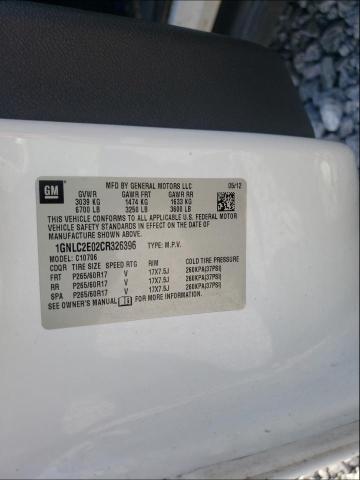 GM
MFD BY GENERAL MOTORS LLC 05/12
GVWR GAWR FRT GAWR RR
3039 KG 1474 KG 1633 KG
6700 LB 3250 LB 3600 LB
THIS VEHICLE CONFORMS TO ALL APPLICABLE U.S. FEDERAL MOTOR
VEHICLE SAFETY AND THEFT PREVENTION STANDARDS IN EFFECT ON THE DATE OF
MANUFACTURE SHOWN ABOVE.
1GNLC2E02CR326396 TYPE: M.P.V.
MODEL: C10706
CDQR TIRE SIZE SPEED RTG RIM COLD TIRE PRESSURE
FRT P265/60R17 V 17X7.5J 260KPA(37PSI)
RR P265/60R17 V 17X7.5J 260KPA(37PSI)
SPA P265/60R17 V 17X7.5J 260KPA(37PSI)
SEE OWNERS MANUAL